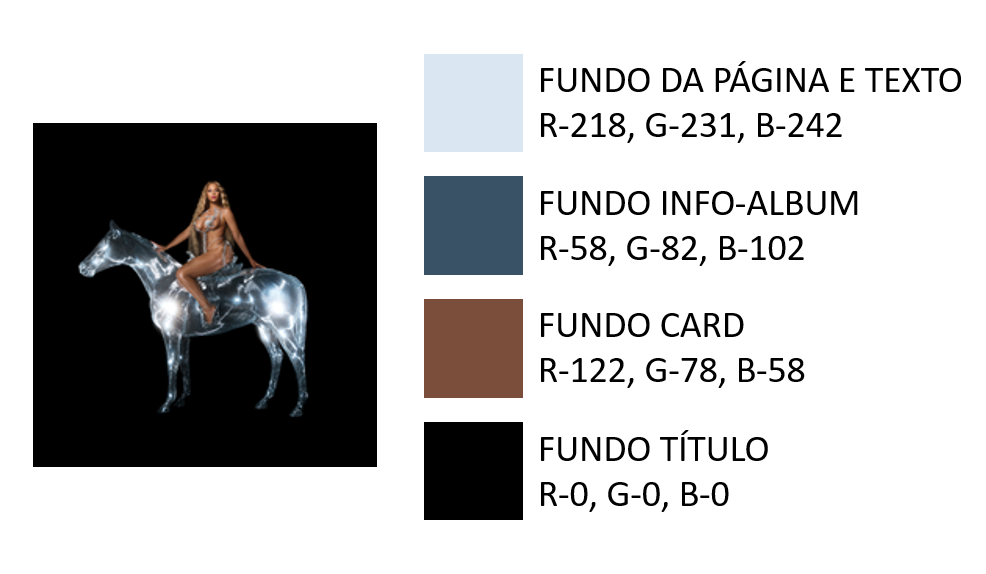 FUNDO DA PÁGINA E TEXTO
R-218, G-231, B-242
FUNDO INFO-ALBUM
R-58, G-82, B-102
FUNDO CARD
R-122, G-78, B-58
FUNDO TÍTULO
R-0, G-0, B-0